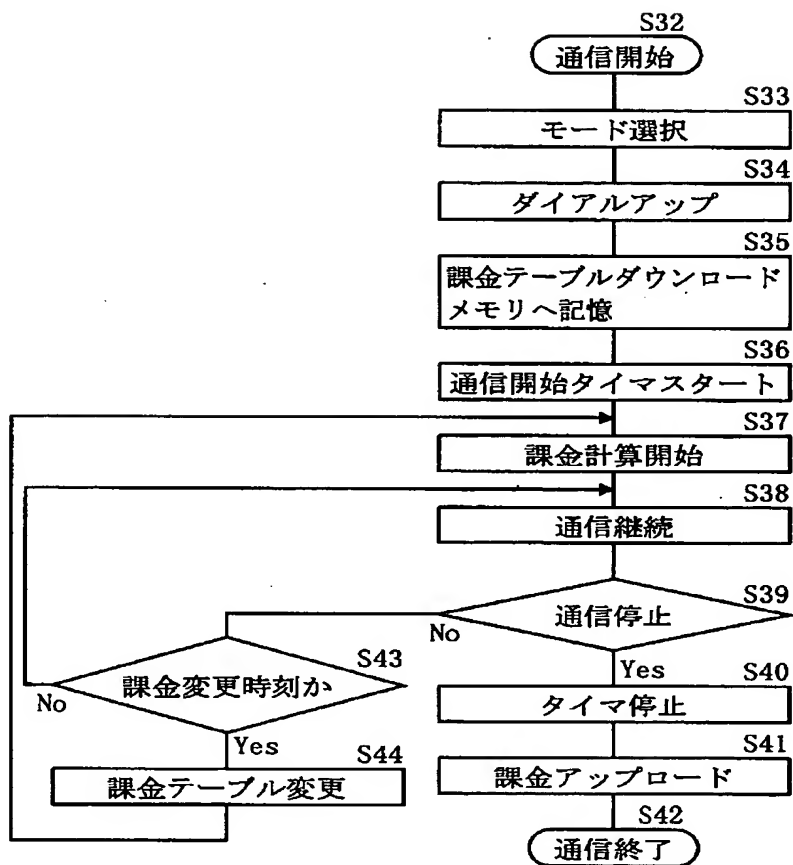 S32
通信開始
S33
モード選択
S34
ダイアルアップ
S35
課金テーブルダウンロード
メモリへ記憶
S36
通信開始タイマスタート
S37
課金計算開始
S38
通信継続
S39
通信停止
No
Yes
S43
課金変更時刻か
No
Yes
S40
タイマ停止
S44
課金テーブル変更
S41
課金アップロード
S42
通信終了